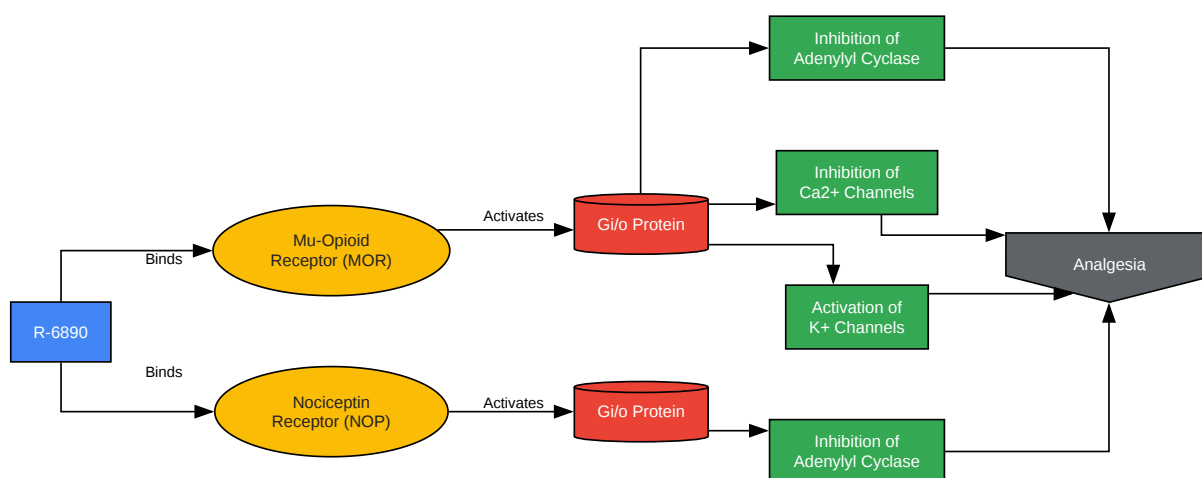 Inhibition of
Adenylyl Cyclase
Inhibition of
Ca2+ Channels
Activates
Gi/o Protein
Mu-Opioid
Receptor (MOR)
Binds
Analgesia
Activation of
K+ Channels
R-6890
Binds
Nociceptin
Receptor (NOP)
Activates
Gi/o Protein
Inhibition of
Adenylyl Cyclase